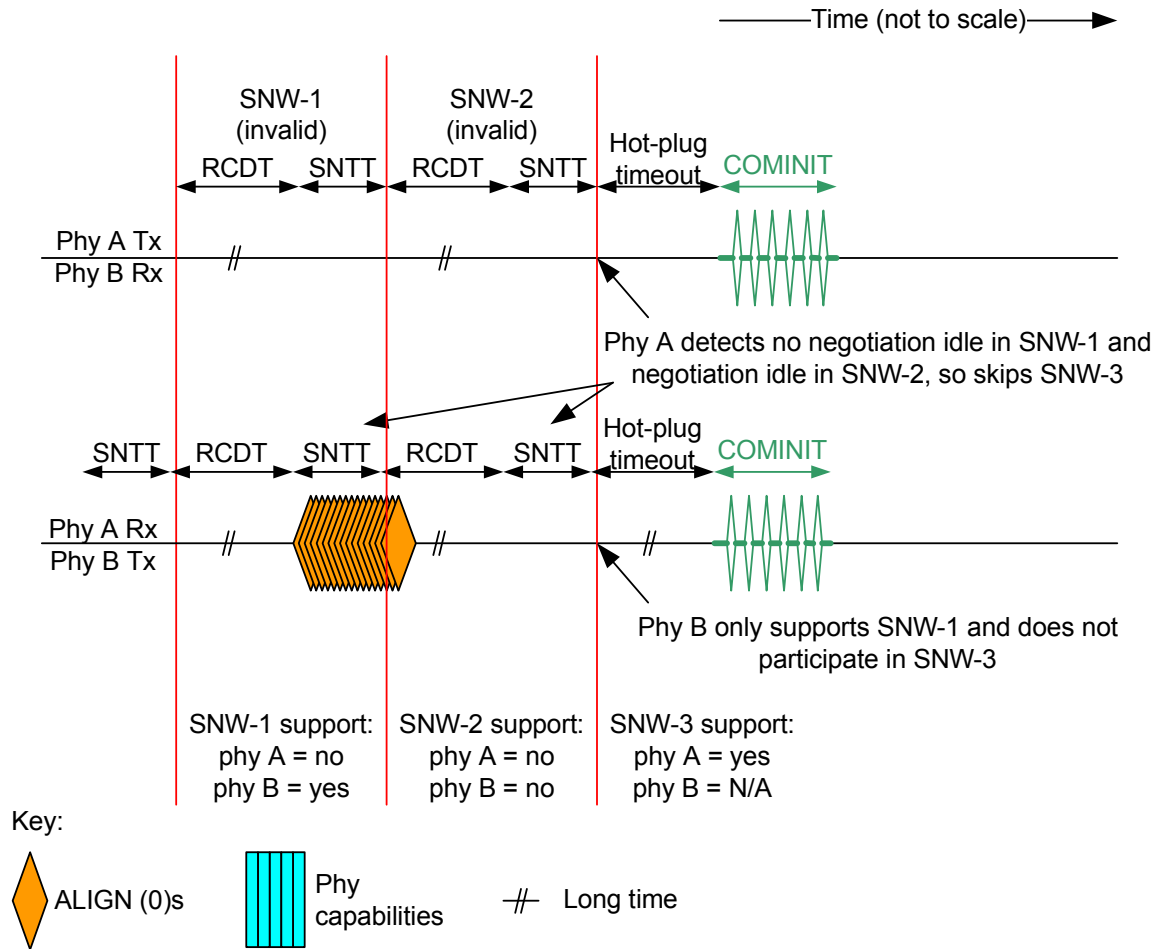 Time (not to scale)
SNW-1
(invalid)
SNW-2
(invalid)
Hot-plug
timeout
RCDT
SNTT
RCDT
SNTT
COMINIT
Phy A Tx
Phy B Rx
Phy A detects no negotiation idle in SNW-1 and
negotiation idle in SNW-2, so skips SNW-3
Hot-plug
timeout
SNTT
RCDT
SNTT
RCDT
SNTT
COMINIT
Phy A Rx
Phy B Tx
Phy B only supports SNW-1 and does not
participate in SNW-3
SNW-1 support:
phy A = no
phy B = yes
SNW-2 support:
phy A = no
phy B = no
SNW-3 support:
phy A = yes
phy B = N/A
Key:
ALIGN (0)s
Phy
capabilities
Long time